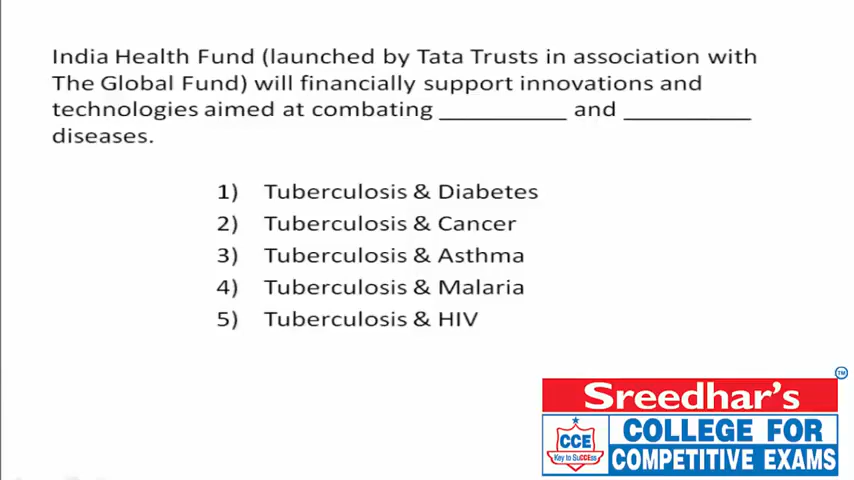 India Health Fund (launched by Tata Trusts in association with
The Global Fund) will financially support innovations and
technologies aimed at combating __________ and __________
diseases.
1) Tuberculosis & Diabetes
2) Tuberculosis & Cancer
3) Tuberculosis & Asthma
4) Tuberculosis & Malaria
5) Tuberculosis & HIV
TM
Sreedhar's
CCE
Key to SuCCEss
COLLEGE FOR
COMPETITIVE EXAMS